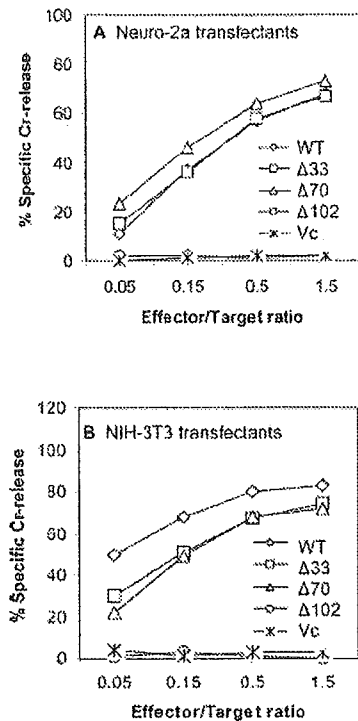 100
A Neuro-2a transfectants
80
60
40
20
0
% Specific Cr-release
WT
Δ33
Δ70
Δ102
Vc
0.05 0.15 0.5 1.5
Effector/Target ratio
120
B NIH-3T3 transfectants
100
80
60
40
20
0
% Specific Cr-release
WT
Δ33
Δ70
Δ102
Vc
0.05 0.15 0.5 1.5
Effector/Target ratio